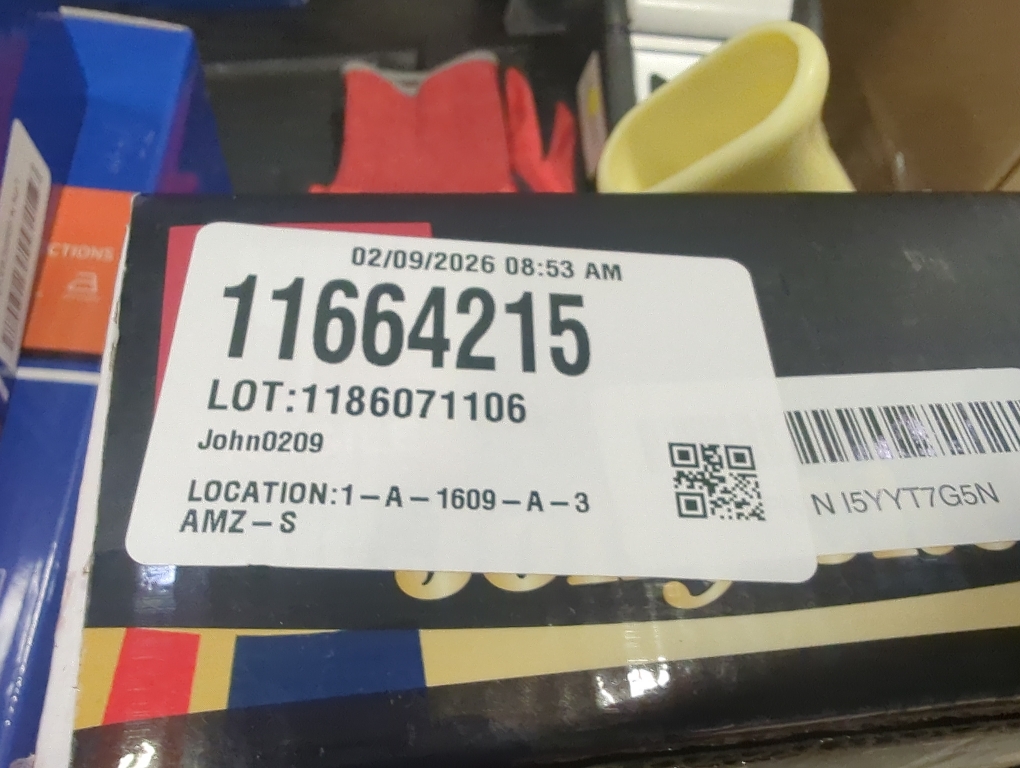 CTIONS
02/09/2026 08:53 AM
11664215
LOT:1186071106
John0209
LOCATION:1-A-1609-A-3
AMZ-S
N I5YYT7G5N